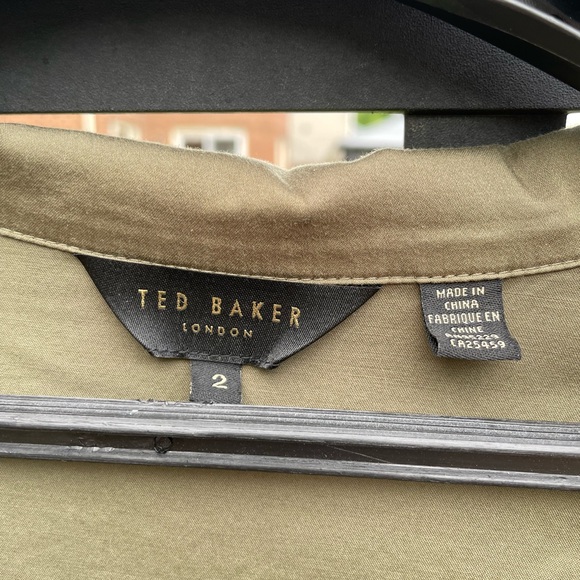 TED BAKER
LONDON
2
MADE IN
CHINA
FABRIQUE EN
CHINE
CA25459